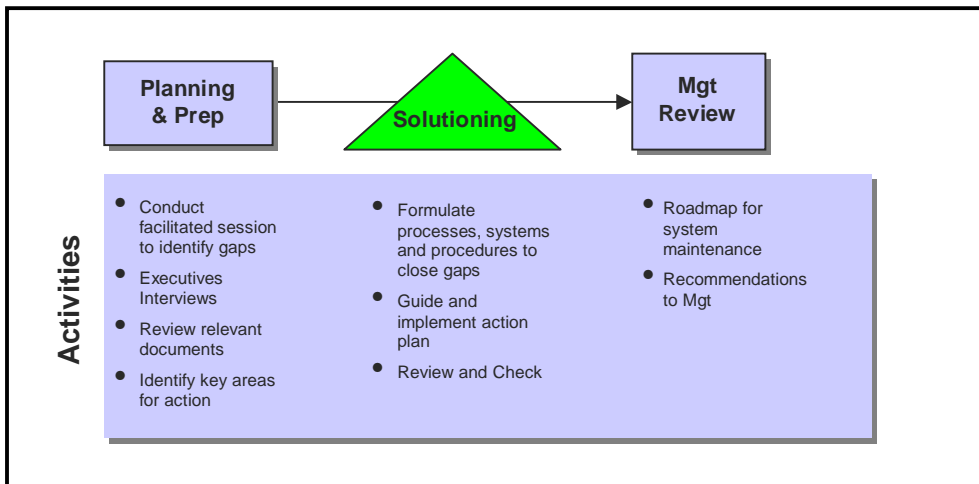 Planning
& Prep
Solutioning
Mgt
Review
Activities
• Conduct
facilitated session
to identify gaps
• Executives
Interviews
• Review relevant
documents
• Identify key areas
for action
• Formulate
processes, systems
and procedures to
close gaps
• Guide and
implement action
plan
• Review and Check
• Roadmap for
system
maintenance
• Recommendations
to Mgt